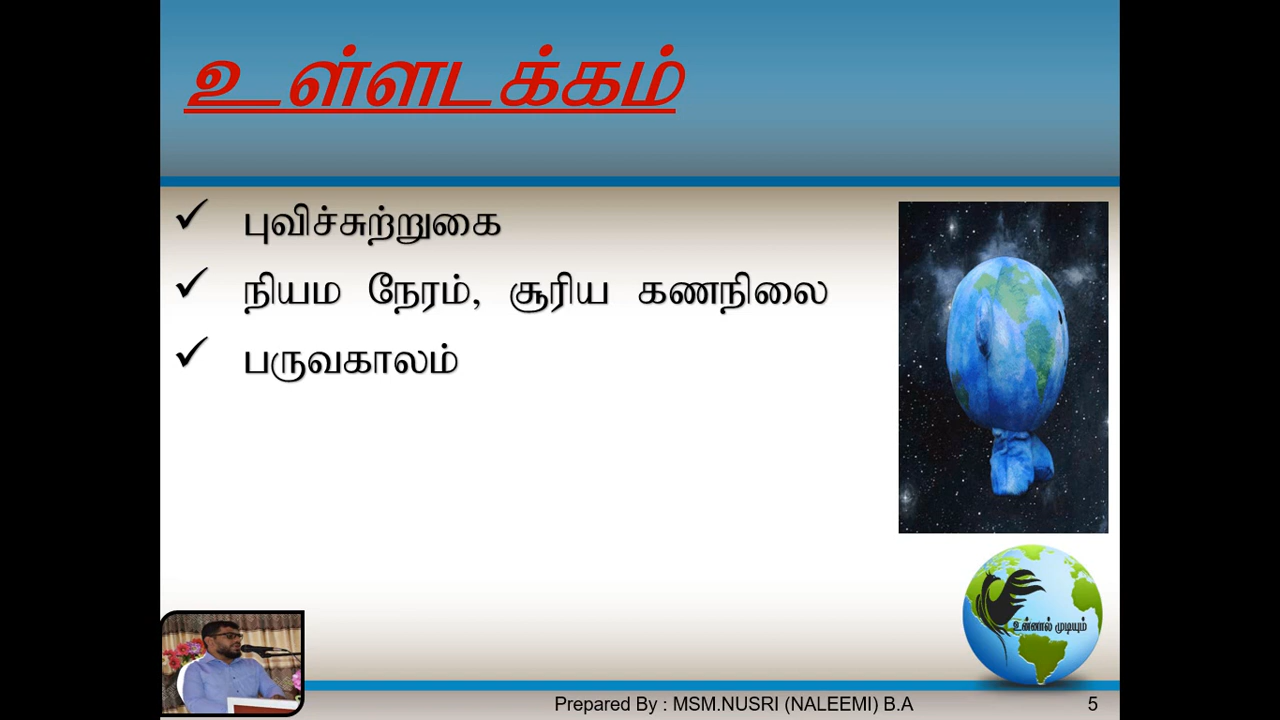 உள்ளடக்கம்
✓ புவிச்சுற்றுகை
✓ நியம நேரம், சூரிய கணநிலை
✓ பருவகாலம்
உன்னால் முடியும்
Prepared By : MSM.NUSRI (NALEEMI) B.A
5